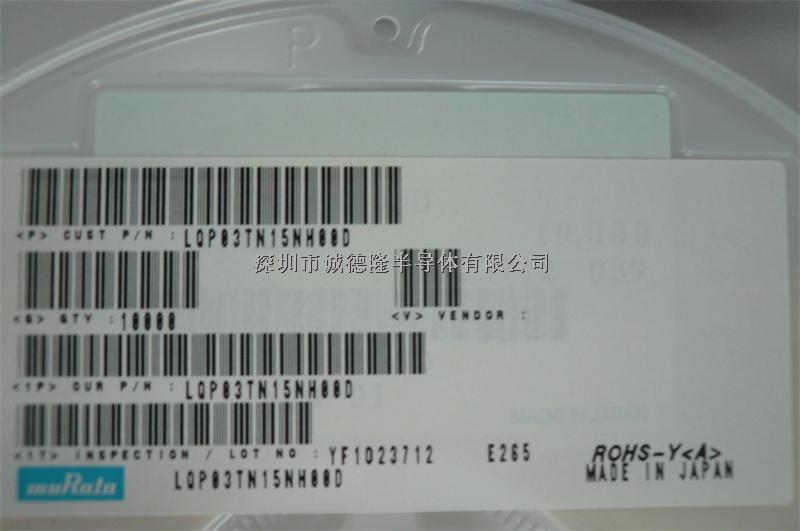 P
<P> CUST P/N : LQP03TN15NH00D
深圳市诚德隆半导体有限公司
<Q> QTY : 10000
<V> VENDOR :
<1P> OUR P/N : LQP03TN15NH00D
<1T> INSPECTION / LOT NO : YF1023712 E265 ROHS-Y<A>
muRata LQP03TN15NH00D MADE IN JAPAN